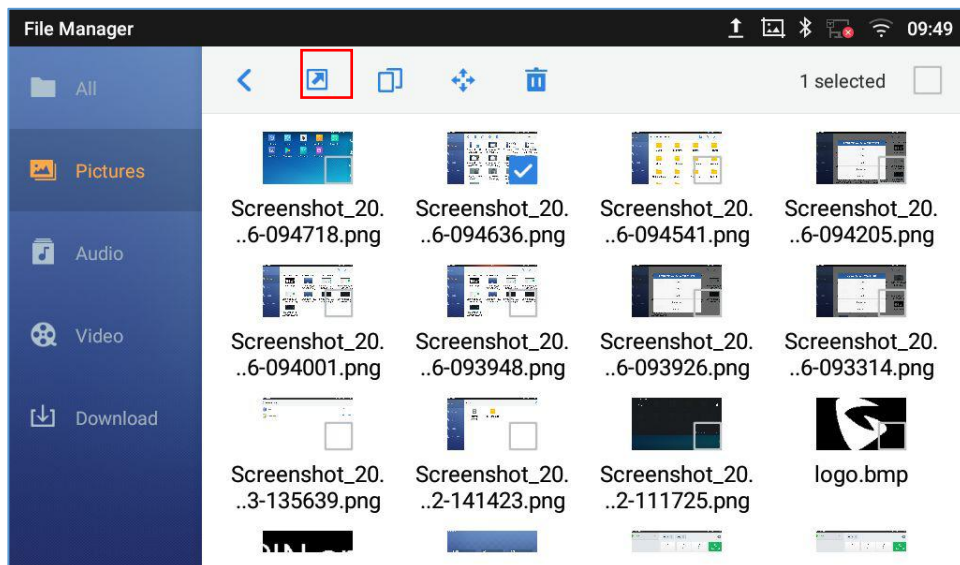 File Manager
09:49
All
1 selected
Pictures
Screenshot_20.
..6-094718.png
Screenshot_20.
..6-094636.png
Screenshot_20.
..6-094541.png
Screenshot_20.
..6-094205.png
Audio
Screenshot_20.
..6-094001.png
Screenshot_20.
..6-093948.png
Screenshot_20.
..6-093926.png
Screenshot_20.
..6-093314.png
Video
Download
Screenshot_20.
..3-135639.png
Screenshot_20.
..2-141423.png
Screenshot_20.
..2-111725.png
logo.bmp